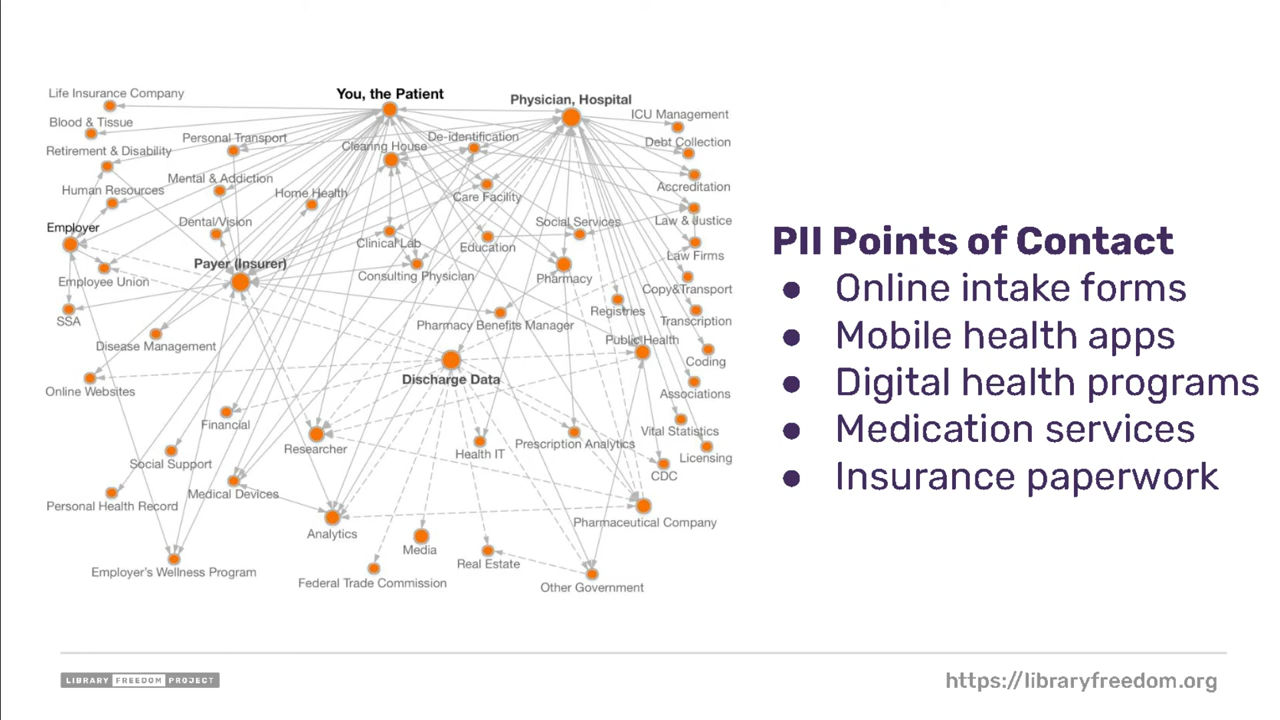 Life Insurance Company
You, the Patient
Physician, Hospital
Blood & Tissue
ICU Management
Personal Transport
De-identification
Debt Collection
Retirement & Disability
Clearing House
Mental & Addiction
Accreditation
Human Resources
Home Health
Care Facility
Employer
Dental/Vision
Social Services
Law & Justice
Clinical Lab
Education
Law Firms
Payer (Insurer)
Employee Union
Consulting Physician
Pharmacy
Copy&Transport
SSA
Registries
Transcription
Pharmacy Benefits Manager
Disease Management
Public Health
Coding
Discharge Data
Online Websites
Associations
Financial
Vital Statistics
Researcher
Health IT
Prescription Analytics
Licensing
Social Support
CDC
Medical Devices
Personal Health Record
Pharmaceutical Company
Analytics
Media
Real Estate
Employer's Wellness Program
Federal Trade Commission
Other Government
PII Points of Contact
● Online intake forms
● Mobile health apps
● Digital health programs
● Medication services
● Insurance paperwork
LIBRARY FREEDOM PROJECT
https://libraryfreedom.org